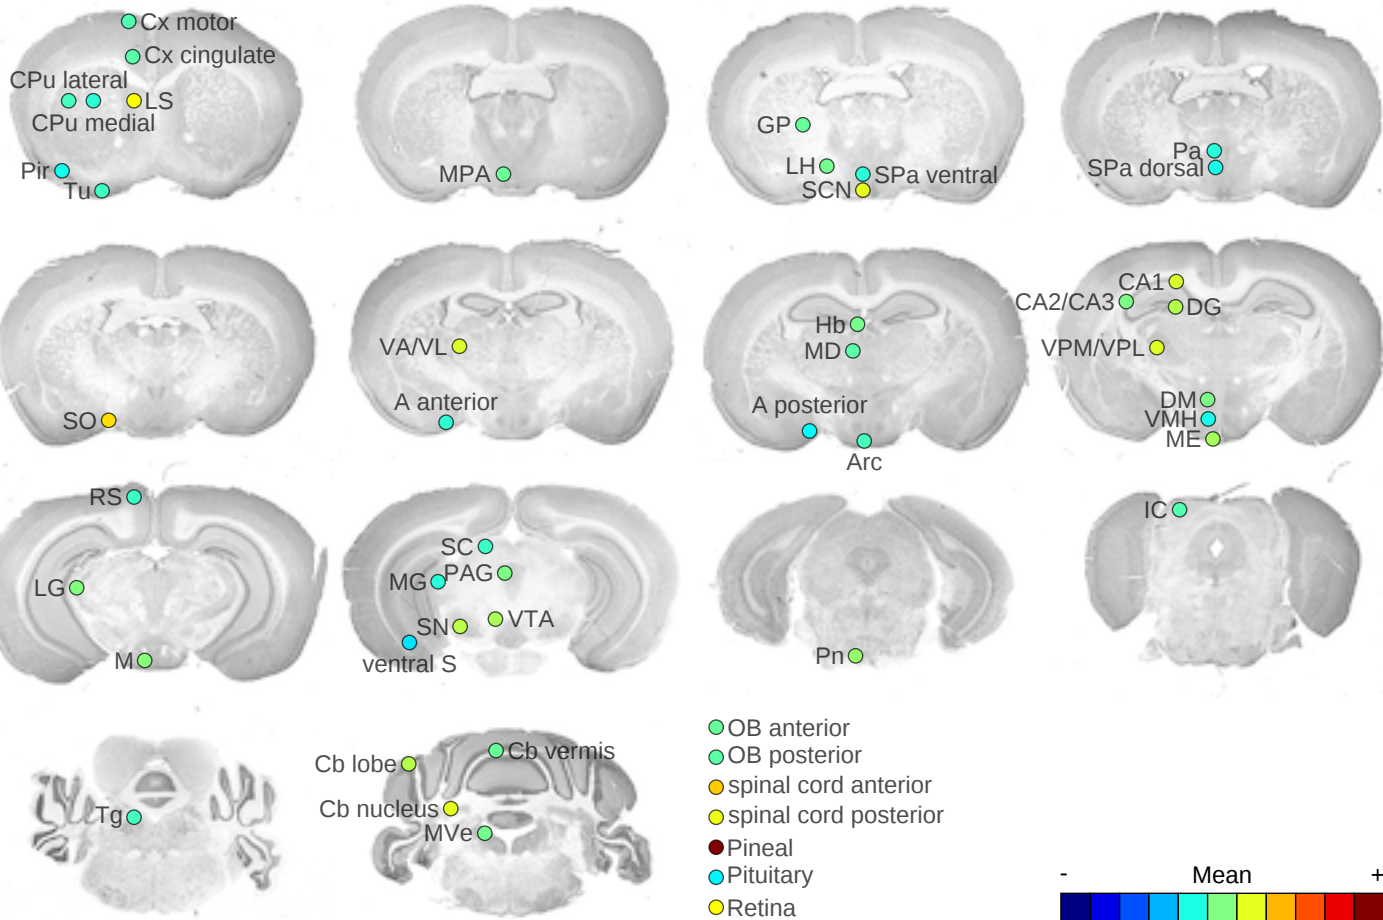 Cx motor
Cx cingulate
CPu lateral
LS
CPu medial
Pir
Tu
MPA
GP
LH
SPa ventral
SCN
Pa
SPa dorsal
SO
VA/VL
A anterior
Hb
MD
A posterior
Arc
CA1
CA2/CA3
DG
VPM/VPL
DM
VMH
ME
RS
LG
M
SC
MG
PAG
SN
VTA
ventral S
Pn
IC
Tg
Cb lobe
Cb vermis
Cb nucleus
MVe
OB anterior
OB posterior
spinal cord anterior
spinal cord posterior
Pineal
Pituitary
Retina
- Mean +